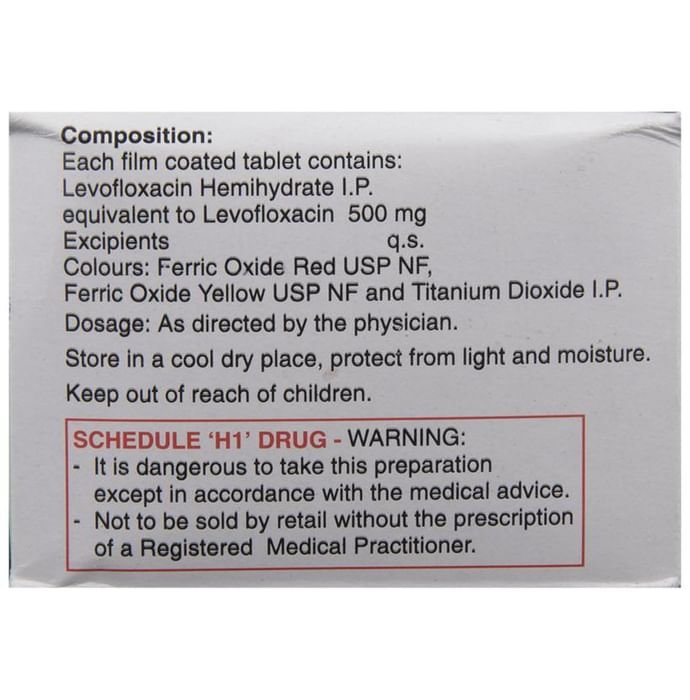 Composition:
Each film coated tablet contains:
Levofloxacin Hemihydrate I.P.
equivalent to Levofloxacin 500 mg
Excipients q.s.
Colours: Ferric Oxide Red USP NF,
Ferric Oxide Yellow USP NF and Titanium Dioxide I.P.
Dosage: As directed by the physician.
Store in a cool dry place, protect from light and moisture.
Keep out of reach of children.
SCHEDULE ‘H1’ DRUG - WARNING:
- It is dangerous to take this preparation
except in accordance with the medical advice.
- Not to be sold by retail without the prescription
of a Registered Medical Practitioner.